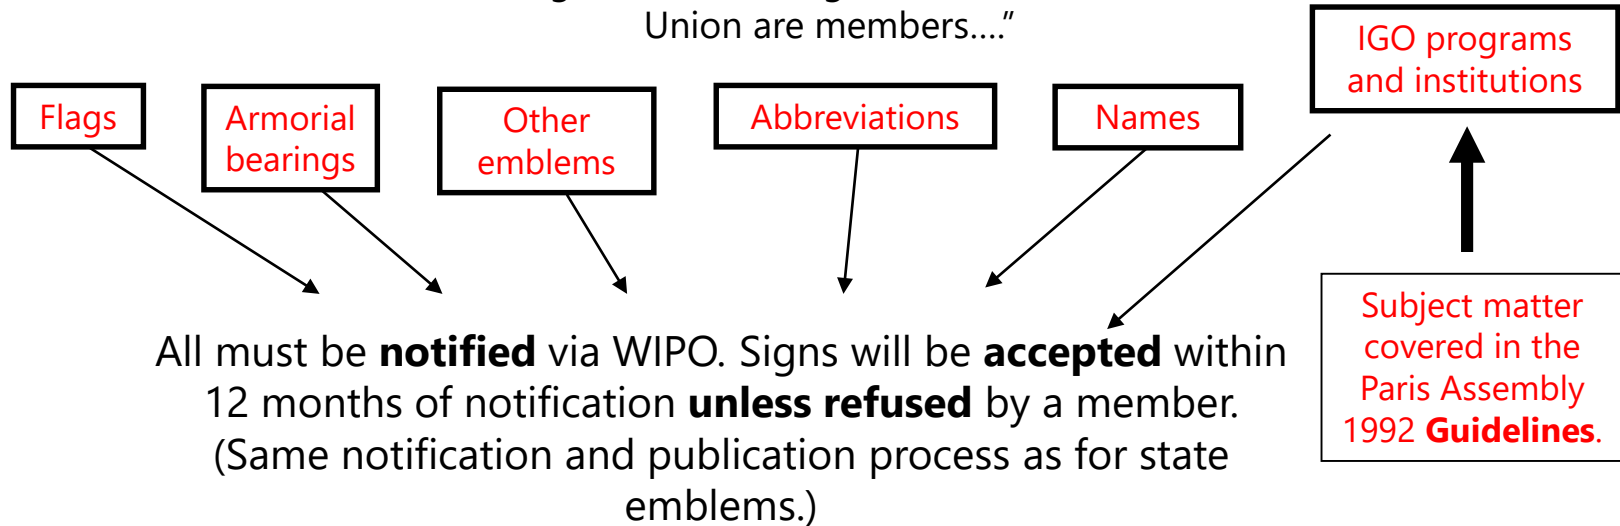 Union are members....”
IGO programs
and institutions
Flags
Armorial
bearings
Other
emblems
Abbreviations
Names
All must be notified via WIPO. Signs will be accepted within
12 months of notification unless refused by a member.
(Same notification and publication process as for state
emblems.)
Subject matter
covered in the
Paris Assembly
1992 Guidelines.